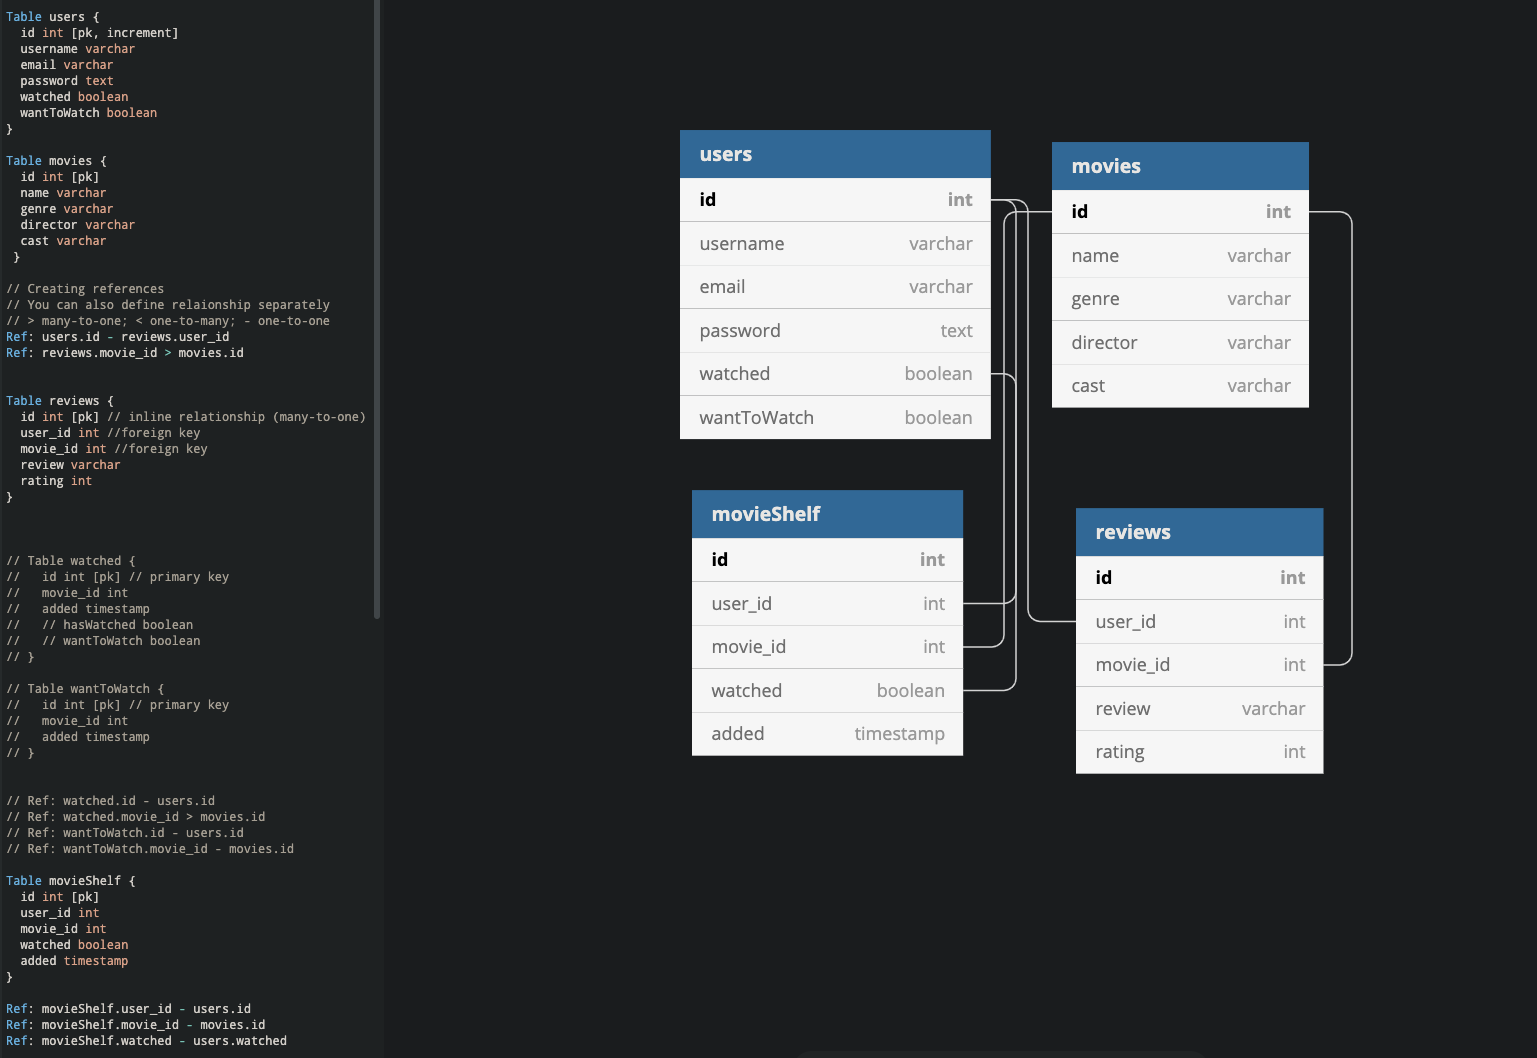 Table users {
id int [pk, increment]
username varchar
email varchar
password text
watched boolean
wantToWatch boolean
}
Table movies {
id int [pk]
name varchar
genre varchar
director varchar
cast varchar
}
// Creating references
// You can also define relaionship separately
// > many-to-one; < one-to-many; - one-to-one
Ref: users.id - reviews.user_id
Ref: reviews.movie_id > movies.id
Table reviews {
id int [pk] // inline relationship (many-to-one)
user_id int //foreign key
movie_id int //foreign key
review varchar
rating int
}
// Table watched {
//   id int [pk] // primary key
//   movie_id int
//   added timestamp
//   // hasWatched boolean
//   // wantToWatch boolean
// }
// Table wantToWatch {
//   id int [pk] // primary key
//   movie_id int
//   added timestamp
// }
// Ref: watched.id - users.id
// Ref: watched.movie_id > movies.id
// Ref: wantToWatch.id - users.id
// Ref: wantToWatch.movie_id - movies.id
Table movieShelf {
id int [pk]
user_id int
movie_id int
watched boolean
added timestamp
}
Ref: movieShelf.user_id - users.id
Ref: movieShelf.movie_id - movies.id
Ref: movieShelf.watched - users.watched
users
id int
username varchar
email varchar
password text
watched boolean
wantToWatch boolean
movies
id int
name varchar
genre varchar
director varchar
cast varchar
movieShelf
id int
user_id int
movie_id int
watched boolean
added timestamp
reviews
id int
user_id int
movie_id int
review varchar
rating int